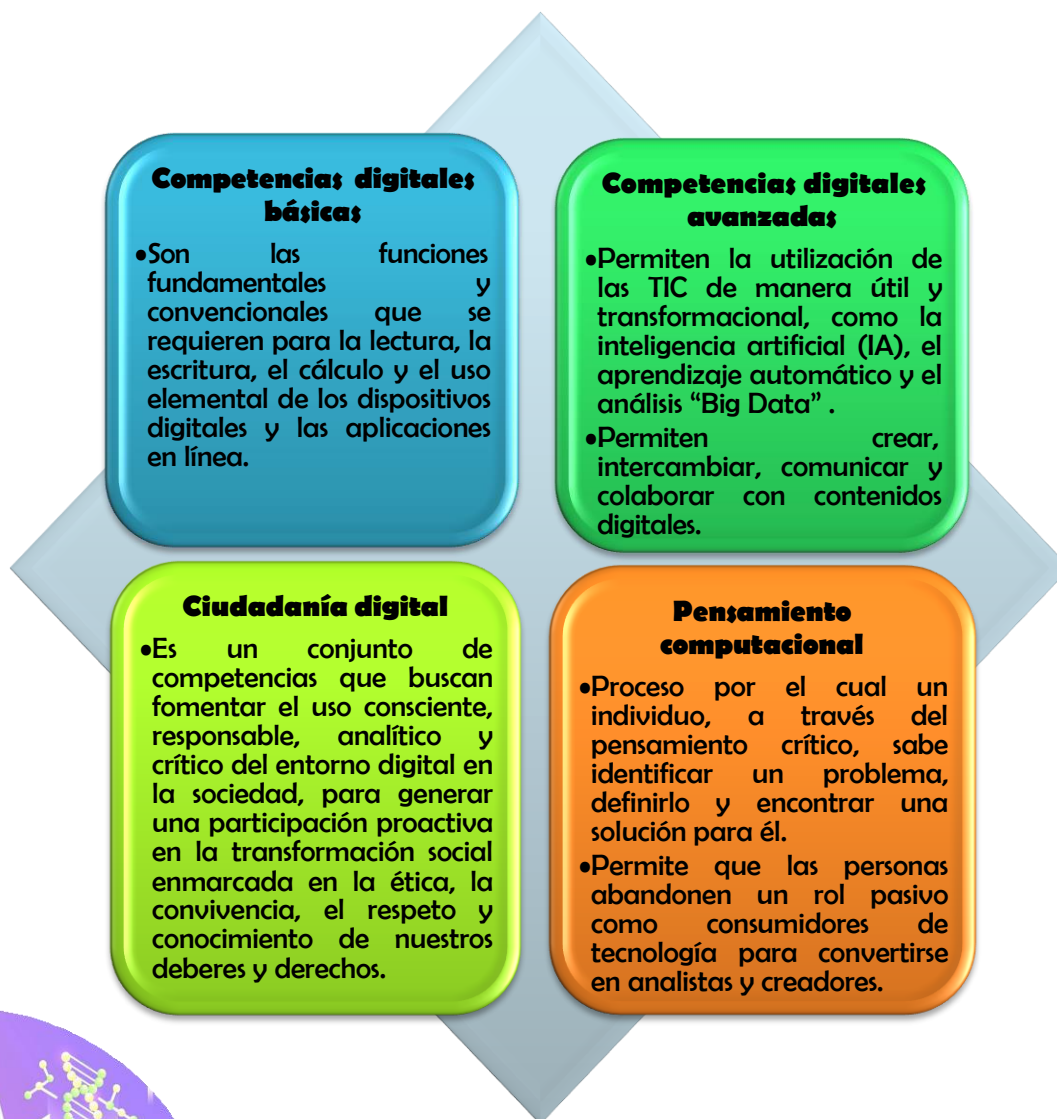 Competencias digitales
básicas
•Son las funciones
fundamentales y
convencionales que se
requieren para la lectura, la
escritura, el cálculo y el uso
elemental de los dispositivos
digitales y las aplicaciones
en línea.
Competencias digitales
avanzadas
•Permiten la utilización de
las TIC de manera útil y
transformacional, como la
inteligencia artificial (IA), el
aprendizaje automático y el
análisis “Big Data” .
•Permiten crear,
intercambiar, comunicar y
colaborar con contenidos
digitales.
Ciudadanía digital
•Es un conjunto de
competencias que buscan
fomentar el uso consciente,
responsable, analítico y
crítico del entorno digital en
la sociedad, para generar
una participación proactiva
en la transformación social
enmarcada en la ética, la
convivencia, el respeto y
conocimiento de nuestros
deberes y derechos.
Pensamiento
computacional
•Proceso por el cual un
individuo, a través del
pensamiento crítico, sabe
identificar un problema,
definirlo y encontrar una
solución para él.
•Permite que las personas
abandonen un rol pasivo
como consumidores de
tecnología para convertirse
en analistas y creadores.